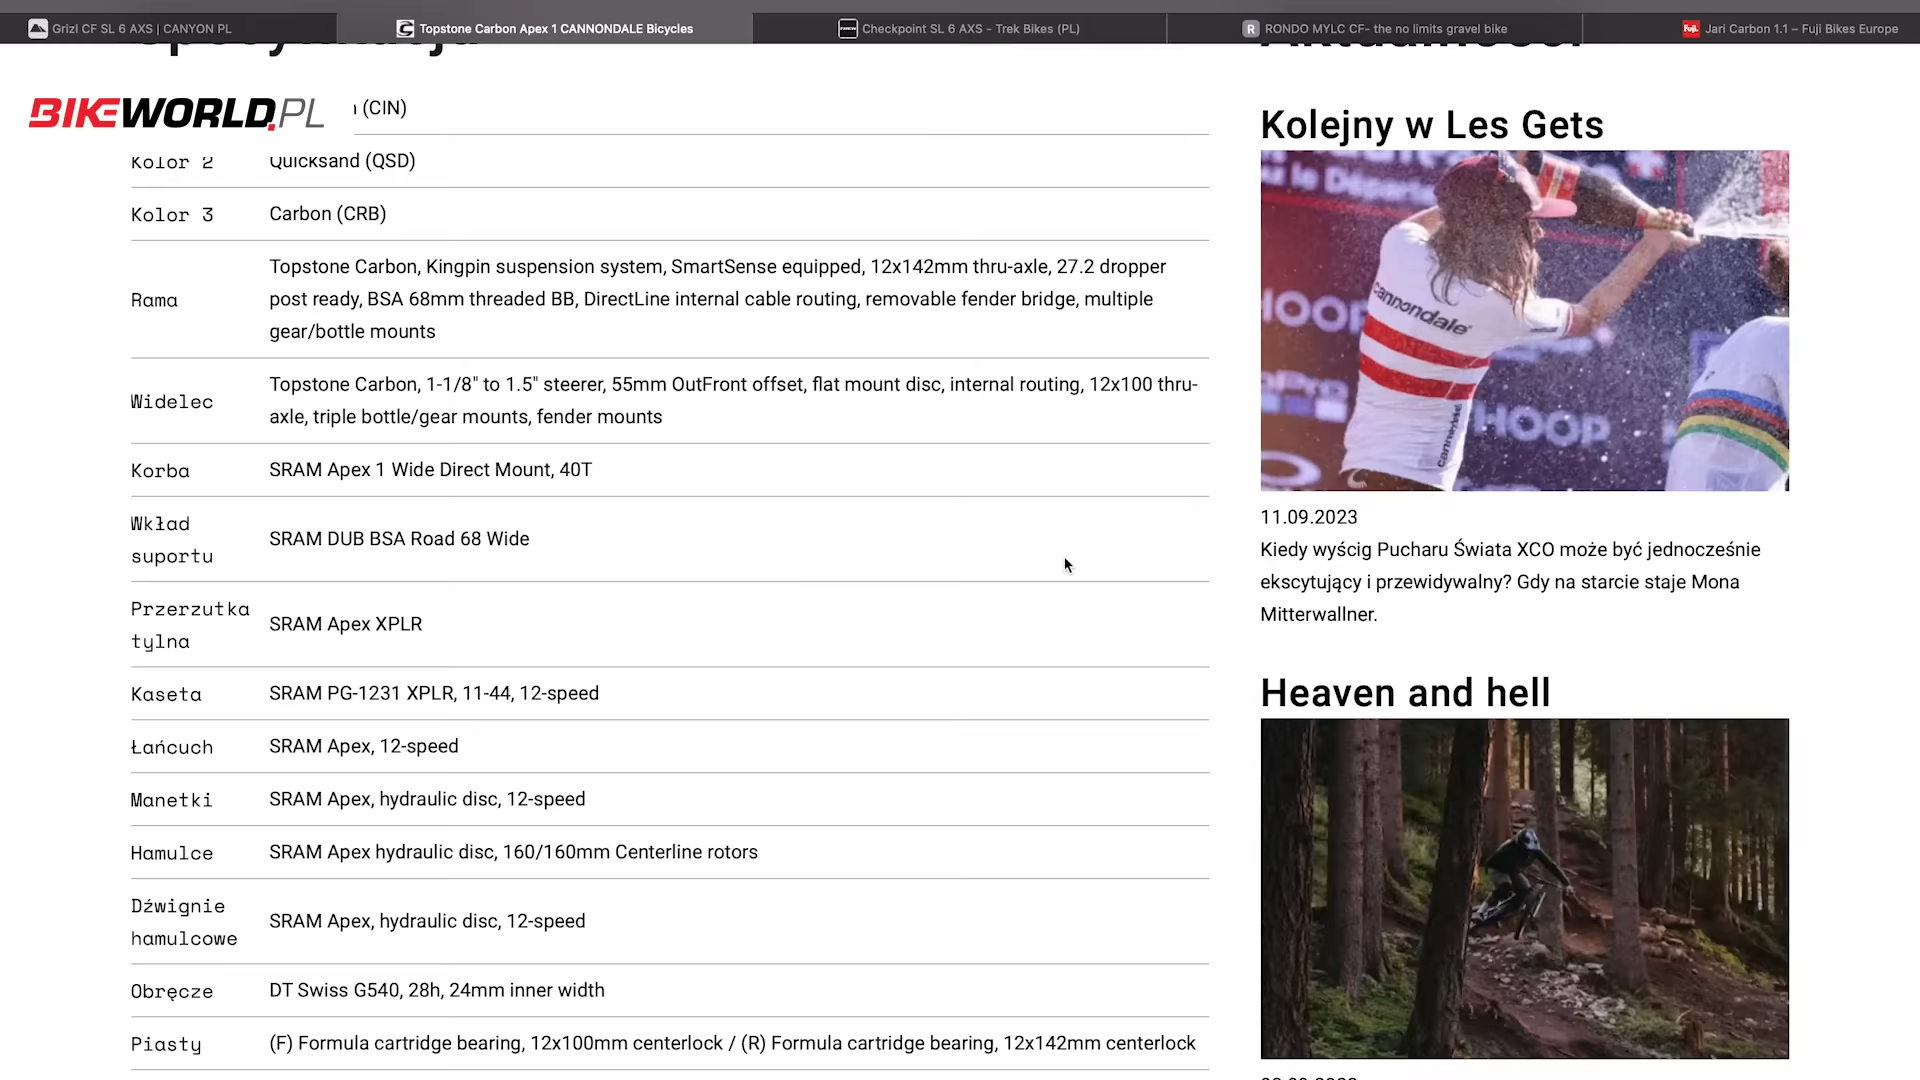 Grizl CF SL 6 AXS | CANYON PL
Topstone Carbon Apex 1 CANNONDALE Bicycles
Checkpoint SL 6 AXS - Trek Bikes (PL)
RONDO MYLC CF- the no limits gravel bike
Jari Carbon 1.1 – Fuji Bikes Europe
BIKEWORLD.PL
(CIN)
Kolor 2
Quicksand (QSD)
Kolor 3
Carbon (CRB)
Rama
Topstone Carbon, Kingpin suspension system, SmartSense equipped, 12x142mm thru-axle, 27.2 dropper
post ready, BSA 68mm threaded BB, DirectLine internal cable routing, removable fender bridge, multiple
gear/bottle mounts
Widelec
Topstone Carbon, 1-1/8" to 1.5" steerer, 55mm OutFront offset, flat mount disc, internal routing, 12x100 thru-
axle, triple bottle/gear mounts, fender mounts
Korba
SRAM Apex 1 Wide Direct Mount, 40T
Wkład
suportu
SRAM DUB BSA Road 68 Wide
Przerzutka
tylna
SRAM Apex XPLR
Kaseta
SRAM PG-1231 XPLR, 11-44, 12-speed
Łańcuch
SRAM Apex, 12-speed
Manetki
SRAM Apex, hydraulic disc, 12-speed
Hamulce
SRAM Apex hydraulic disc, 160/160mm Centerline rotors
Dźwignie
hamulcowe
SRAM Apex, hydraulic disc, 12-speed
Obręcze
DT Swiss G540, 28h, 24mm inner width
Piasty
(F) Formula cartridge bearing, 12x100mm centerlock / (R) Formula cartridge bearing, 12x142mm centerlock
Kolejny w Les Gets
cannondale
HOOP
WHOOP
11.09.2023
Kiedy wyścig Pucharu Świata XCO może być jednocześnie
ekscytujący i przewidywalny? Gdy na starcie staje Mona
Mitterwallner.
Heaven and hell